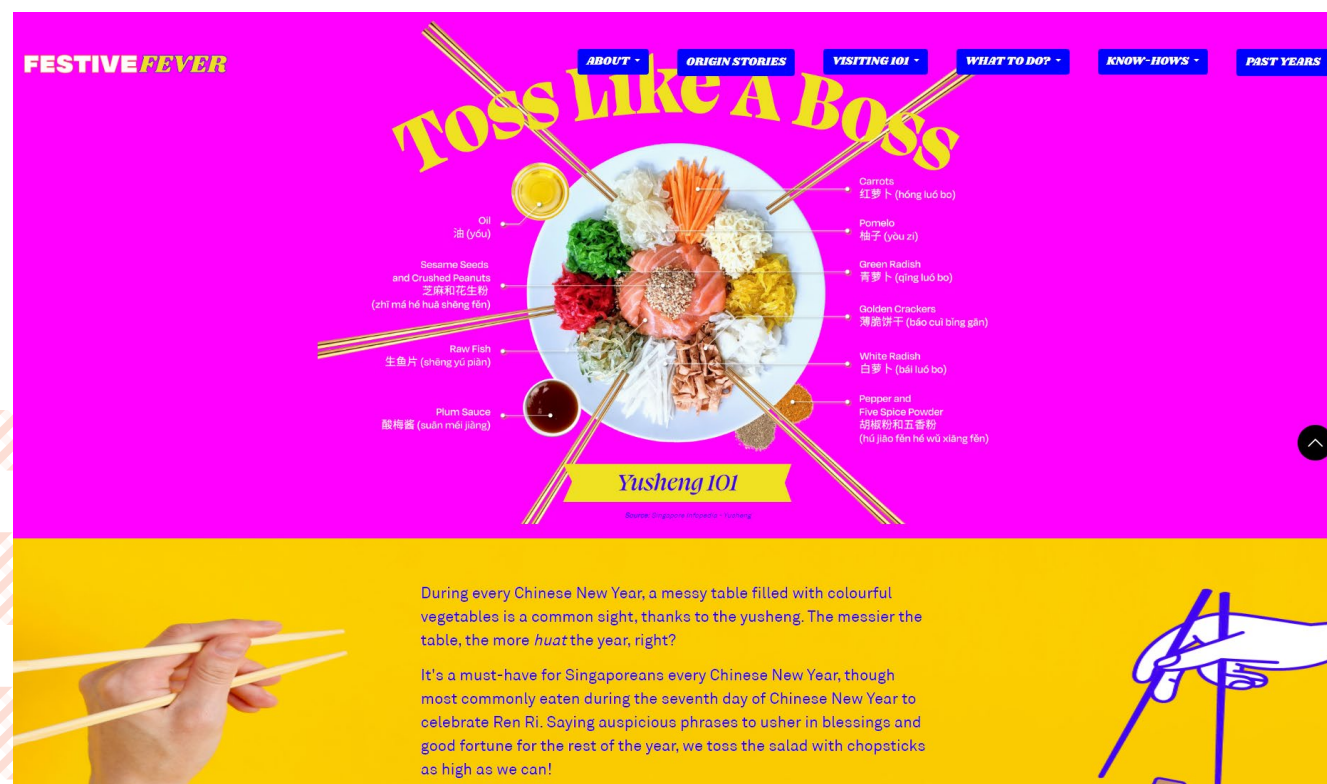 FESTIVE FEVER
ABOUT
ORIGIN STORIES
VISITING 101
WHAT TO DO?
KNOW-HOWS
PAST YEARS
TOSS LIKE A BOSS
Oil
油 (yóu)
Sesame Seeds
and Crushed Peanuts
芝麻和花生粉
(zhī má hé huā shēng fěn)
Raw Fish
生鱼片 (shēng yú piàn)
Plum Sauce
酸梅酱 (suān méi jiàng)
Carrots
红萝卜 (hóng luó bo)
Pomelo
柚子 (yòu zi)
Green Radish
青萝卜 (qīng luó bo)
Golden Crackers
薄脆饼干 (báo cuì bǐng gān)
White Radish
白萝卜 (bái luó bo)
Pepper and
Five Spice Powder
胡椒粉和五香粉
(hú jiāo fěn hé wǔ xiāng fěn)
Yusheng 101
Source: Singapore Infopedia – Yusheng
During every Chinese New Year, a messy table filled with colourful
vegetables is a common sight, thanks to the yusheng. The messier the
table, the more huat the year, right?
It's a must-have for Singaporeans every Chinese New Year, though
most commonly eaten during the seventh day of Chinese New Year to
celebrate Ren Ri. Saying auspicious phrases to usher in blessings and
good fortune for the rest of the year, we toss the salad with chopsticks
as high as we can!